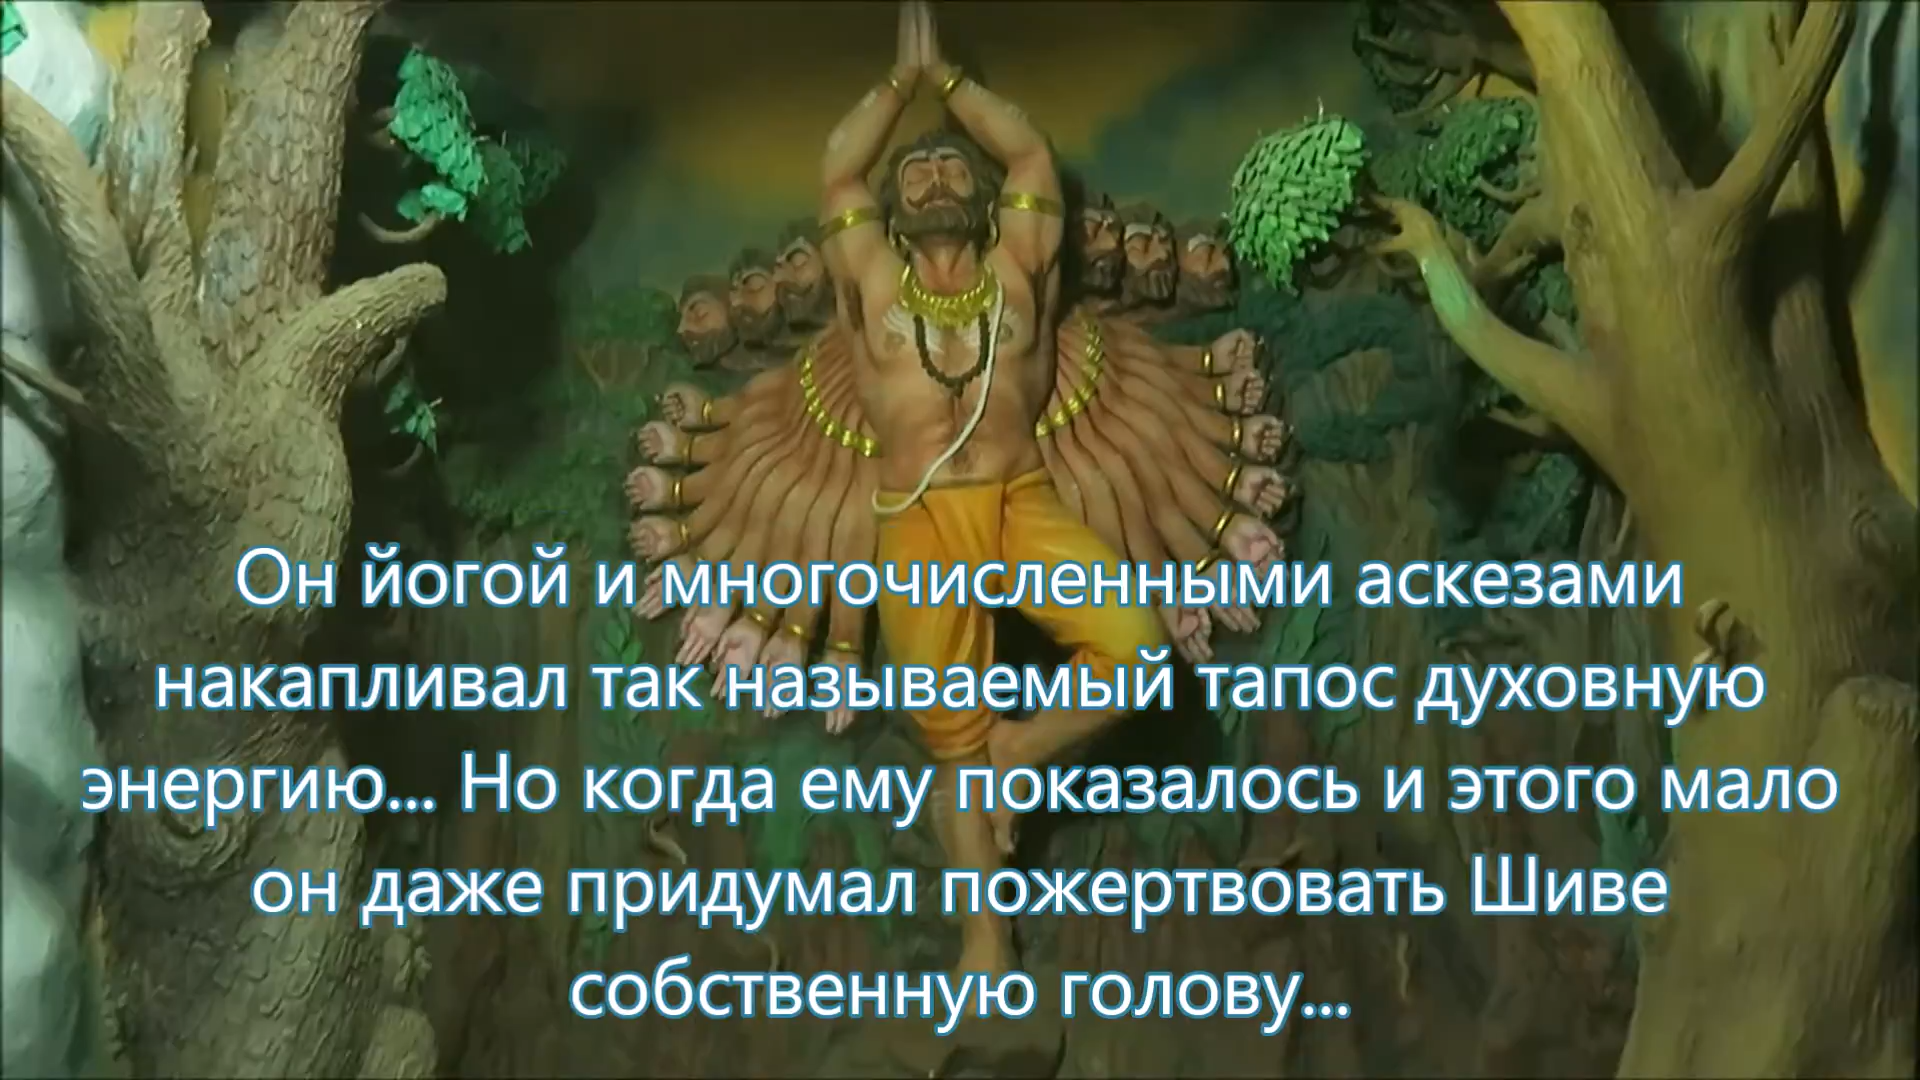 Он йогой и многочисленными аскезами
накапливал так называемый тапос духовную
энергию... Но когда ему показалось и этого мало
он даже придумал пожертвовать Шиве
собственную голову...